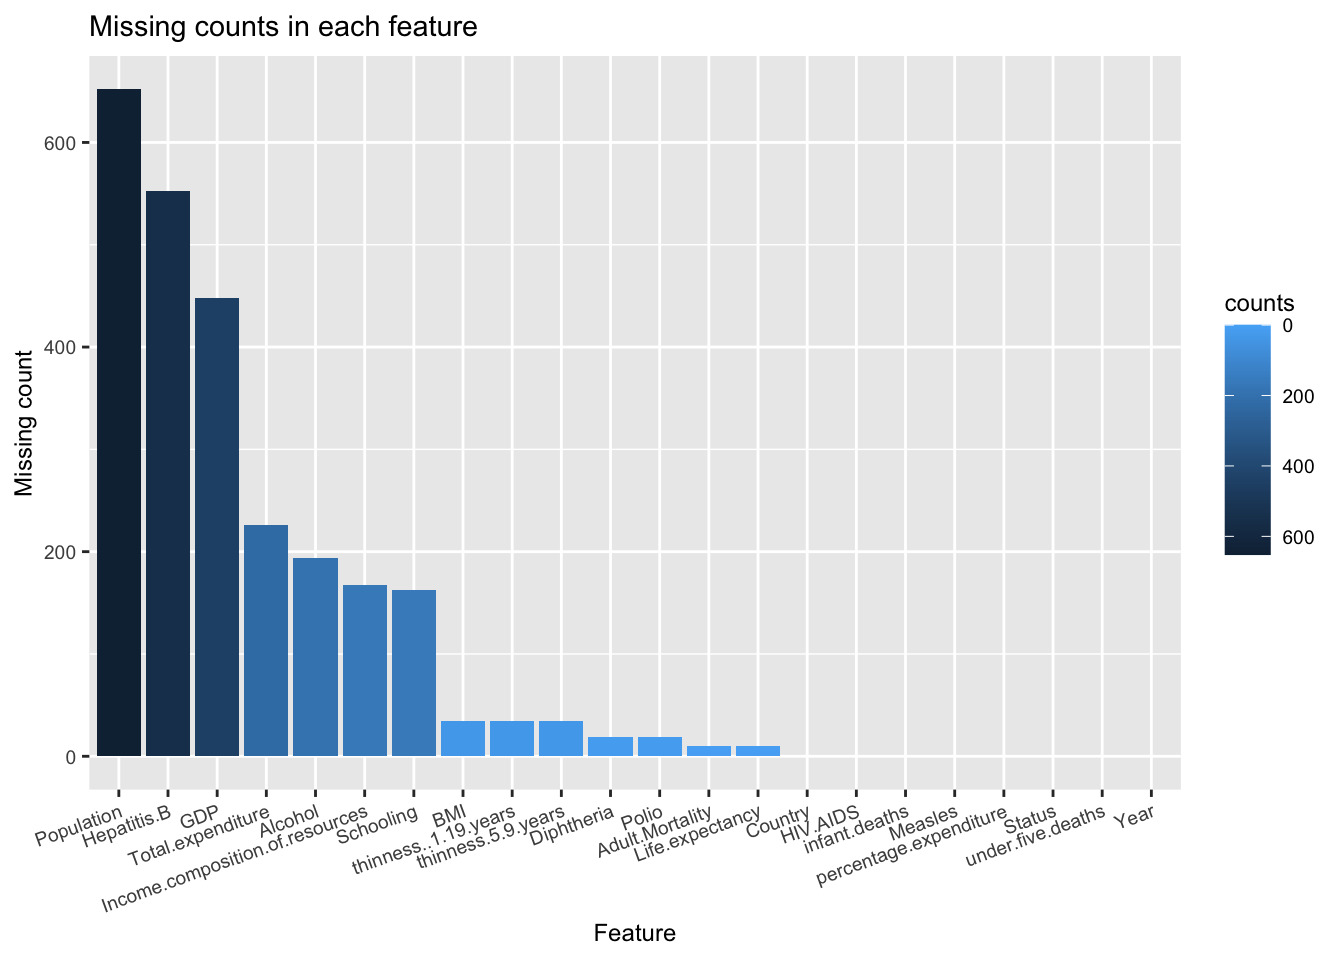 Missing counts in each feature
Missing count
600
400
200
0
Population
Hepatitis.B
GDP
Total.expenditure
Alcohol
Income.composition.of.resources
Schooling
BMI
thinness..1.19.years
thinness.5.9.years
Diphtheria
Polio
Adult.Mortality
Life.expectancy
Country
HIV.AIDS
infant.deaths
Measles
percentage.expenditure
Status
under.five.deaths
Year
Feature
counts
0
200
400
600